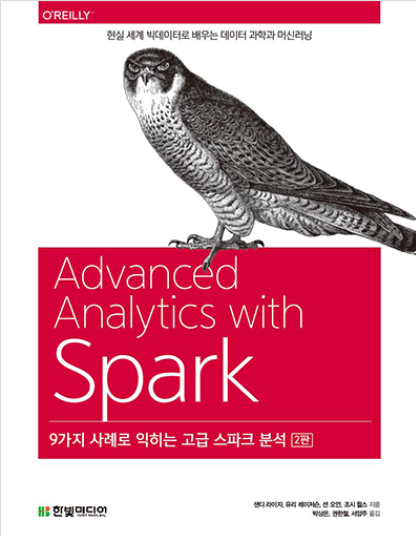 O'REILLY®
현실 세계 빅데이터로 배우는 데이터 과학과 머신러닝
Advanced
Analytics with
Spark
9가지 사례로 익히는 고급 스파크 분석 2판
샌디 라이자, 유리 레이저슨, 션 오언, 조시 윌스 지음
박상은, 권한철, 서양주 옮김
한빛미디어